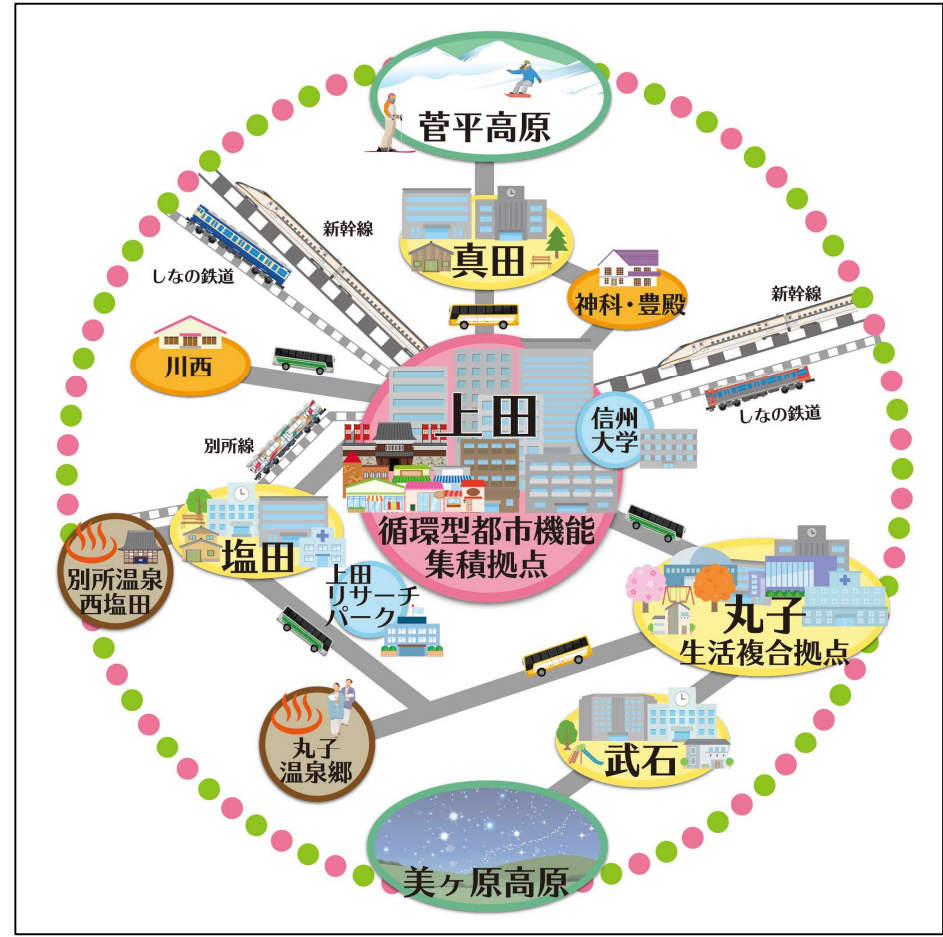 菅平高原
新幹線
しなの鉄道
真田
神科・豊殿
新幹線
川西
しなの鉄道
上田
信州
大学
別所線
循環型都市機能
集積拠点
塩田
別所温泉
西塩田
上田
リサーチ
パーク
丸子
生活複合拠点
丸子
温泉郷
武石
美ヶ原高原